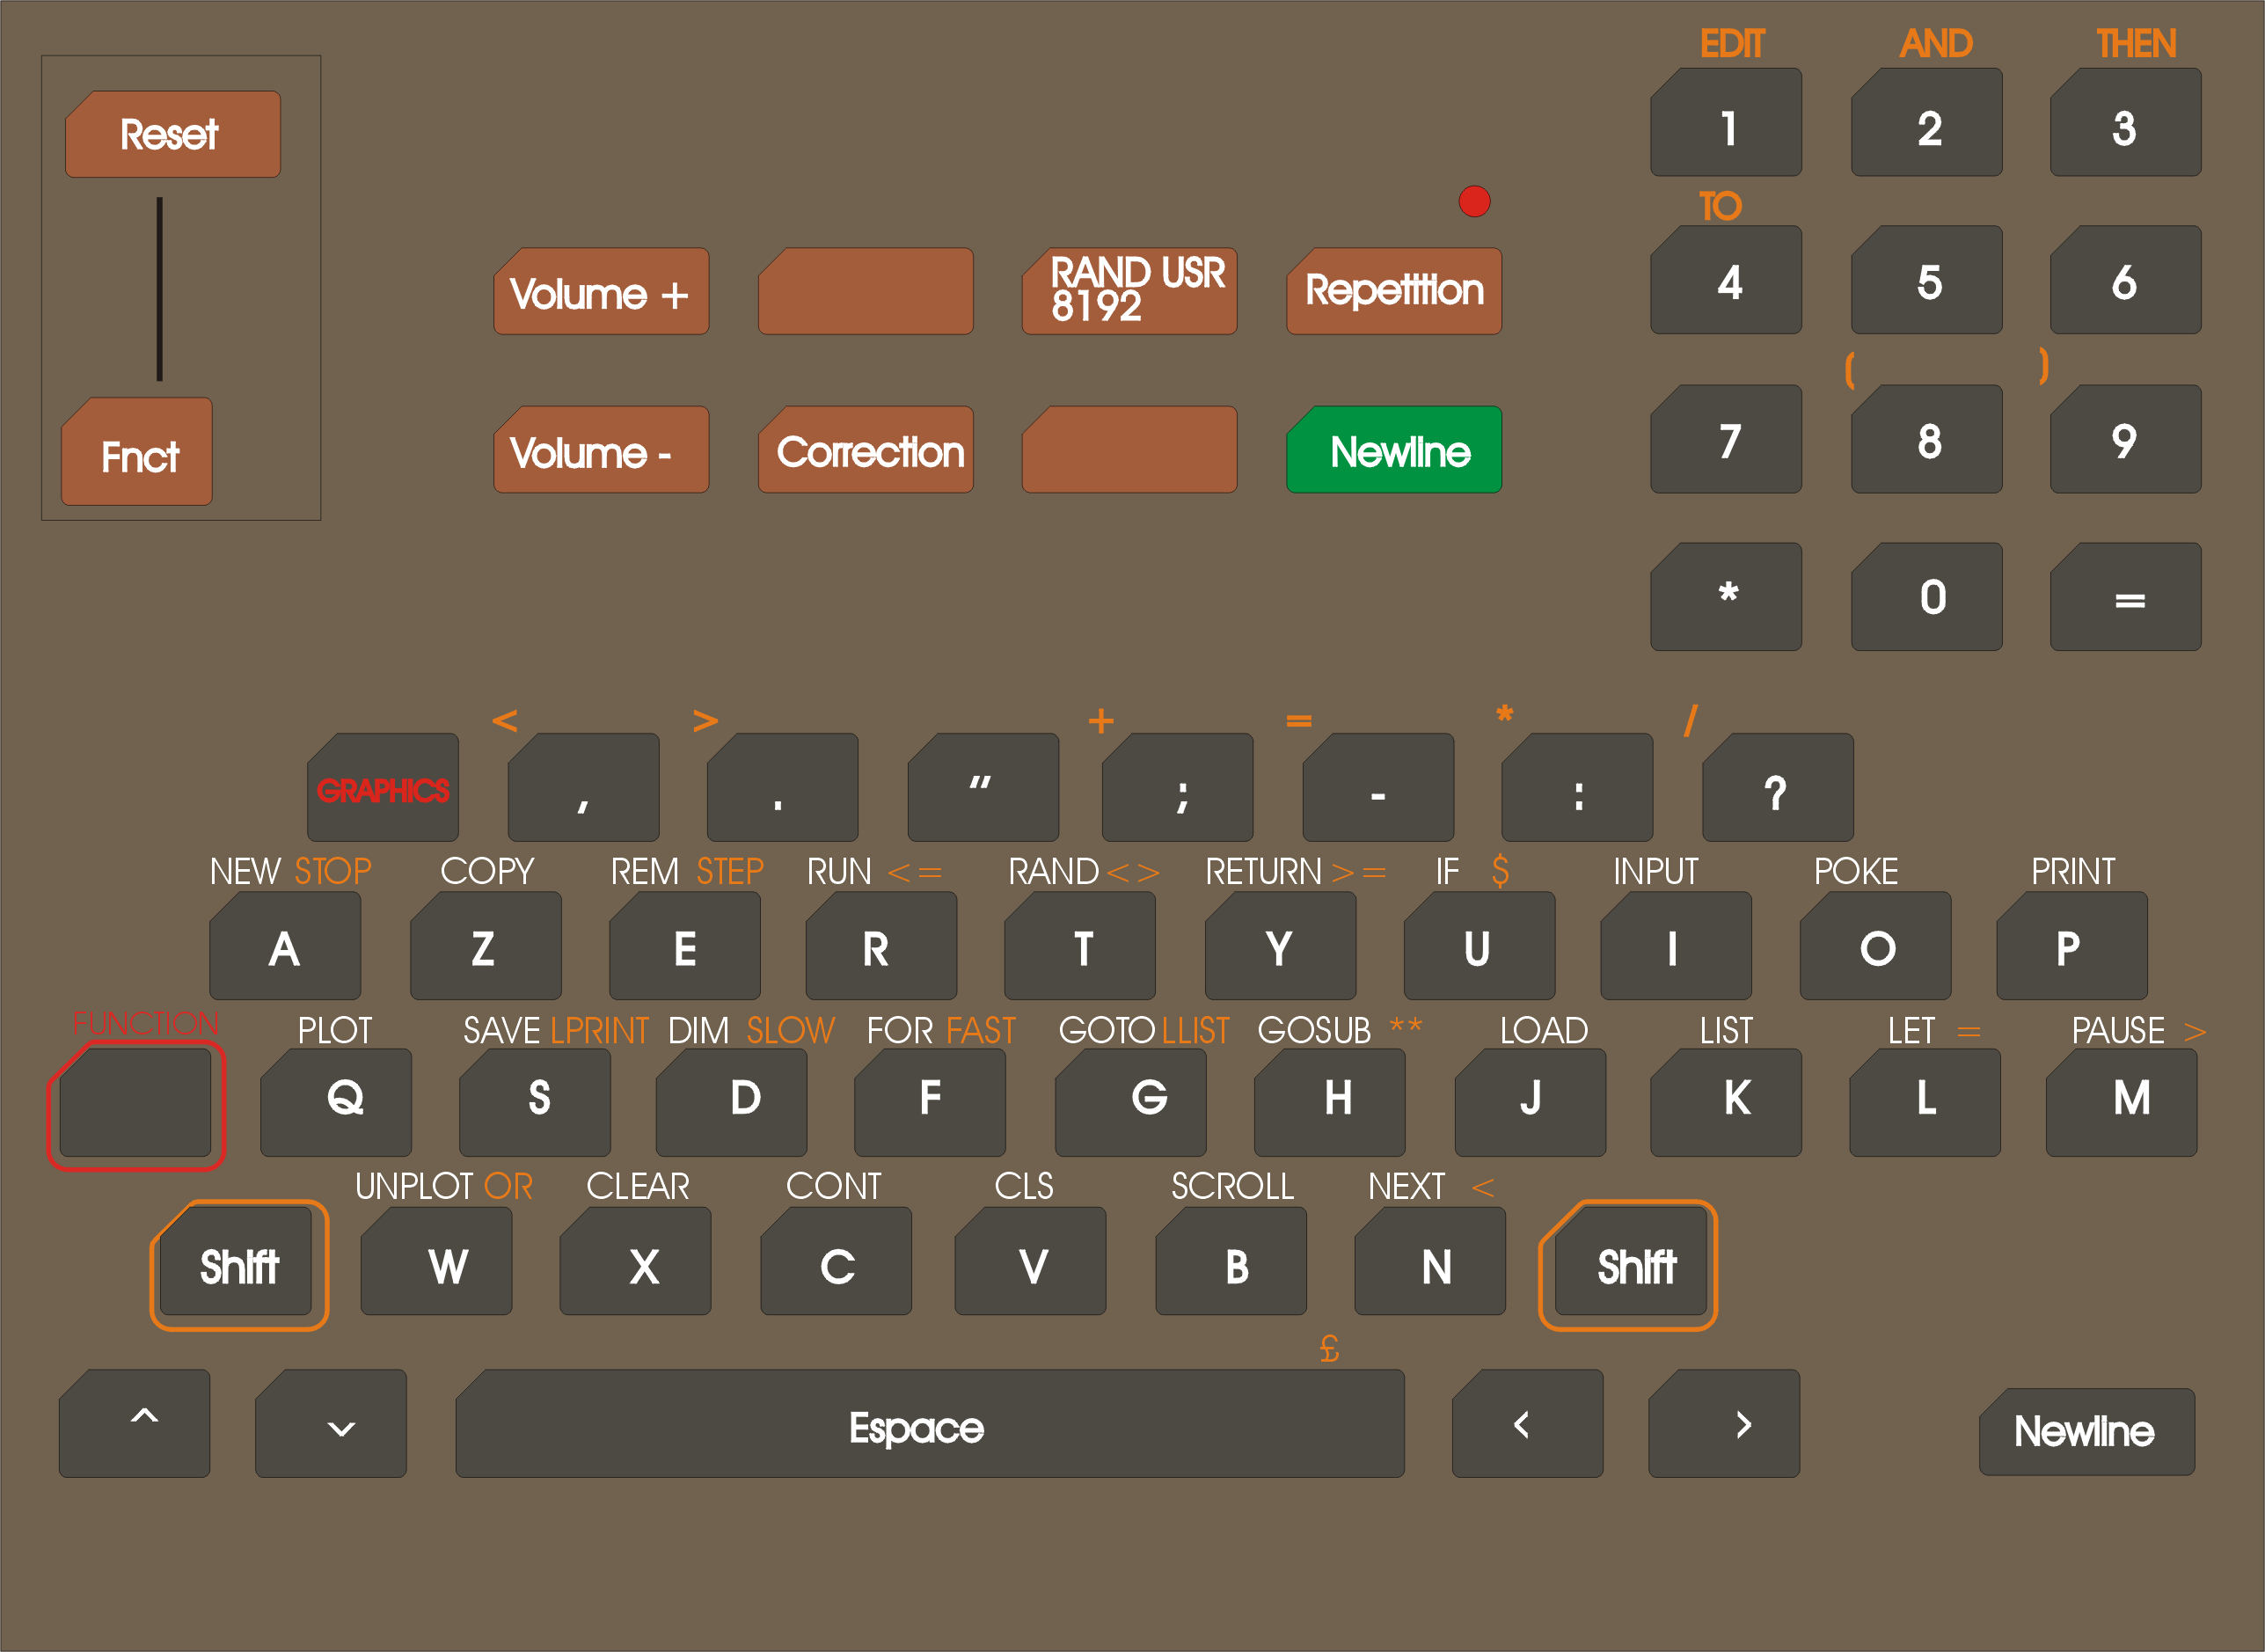 EDIT AND THEN
Reset 1 2 3
TO
Volume + RAND USR Repetition 4 5 6
8192
( )
Fnct Volume - Correction Newline 7 8 9
* 0 =
< > + = * /
GRAPHICS , . “ ; - : ?
NEW STOP COPY REM STEP RUN <= RAND <> RETURN >= IF $ INPUT POKE PRINT
A Z E R T Y U I O P
FUNCTION PLOT SAVE LPRINT DIM SLOW FOR FAST GOTO LLIST GOSUB ** LOAD LIST LET = PAUSE >
Q S D F G H J K L M
UNPLOT OR CLEAR CONT CLS SCROLL NEXT <
Shift W X C V B N Shift
£
^ ⌄ Espace < > Newline